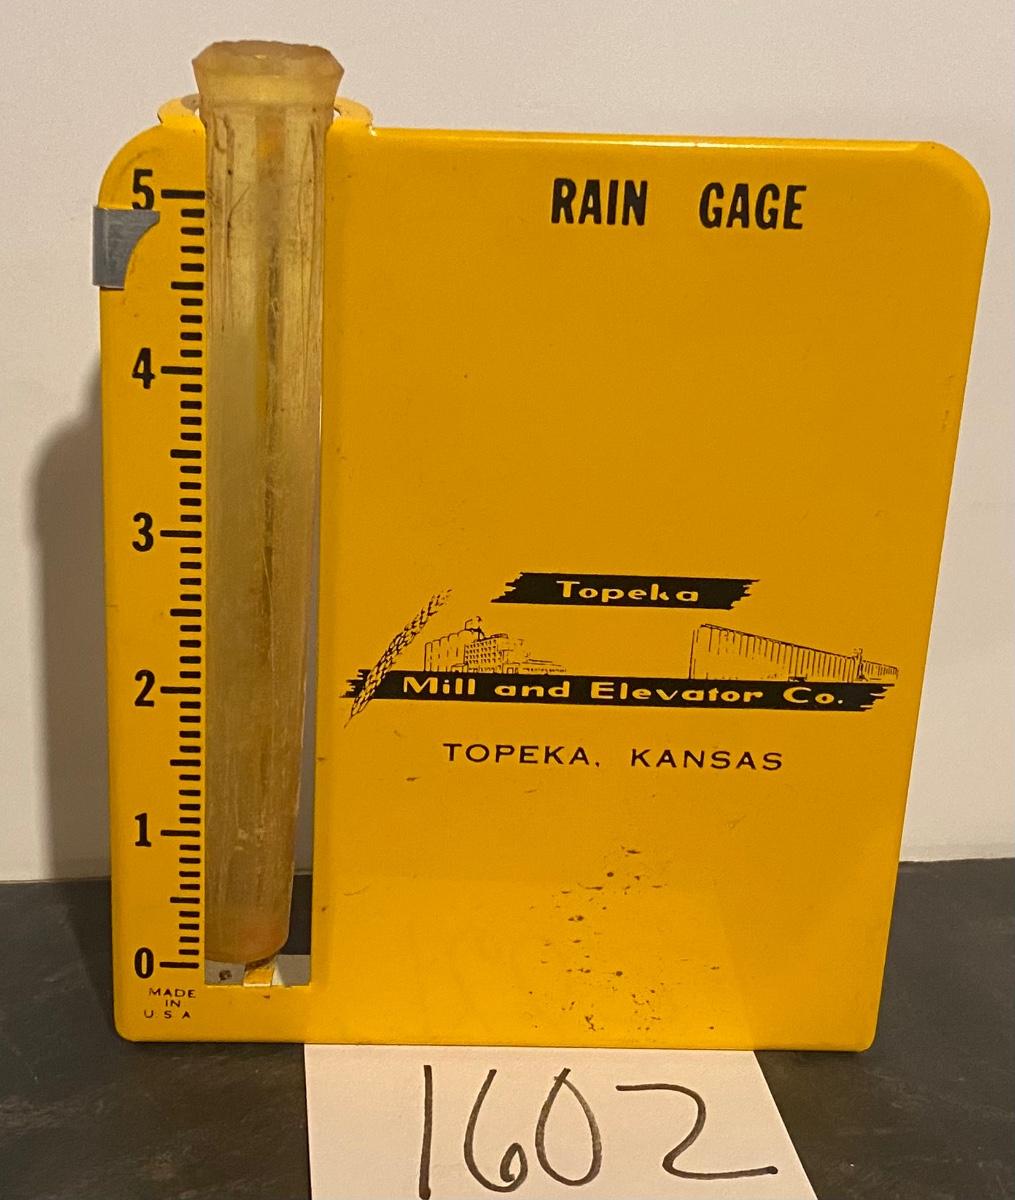 RAIN GAGE
5
4
3
2
1
0
Topeka
Mill and Elevator Co.
TOPEKA, KANSAS
MADE
IN
U.S.A
1602